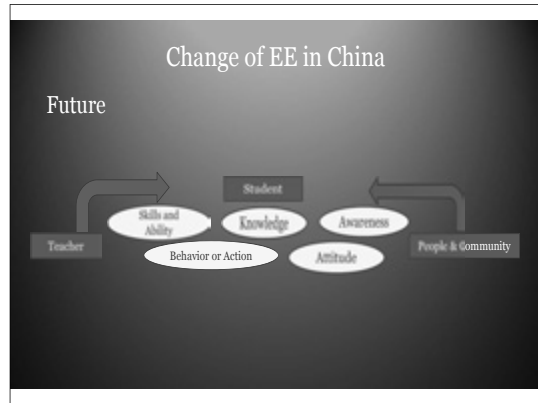 Change of EE in China
Future
Student
Skills and
Ability
Knowledge
Awareness
Teacher
People & Community
Behavior or Action
Attitude